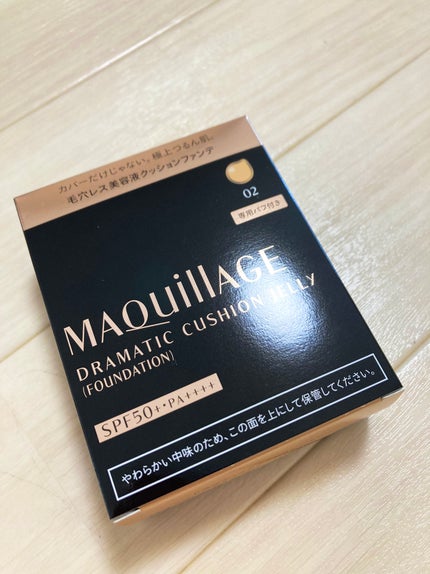 カバーだけじゃない。極上つるん肌。
毛穴レス美容液クッションファンデ
02
専用パフ付き
MAQuillAGE
DRAMATIC CUSHION JELLY
(FOUNDATION)
SPF50+・PA++++
やわらかい中味のため、この面を上にして保管してください。